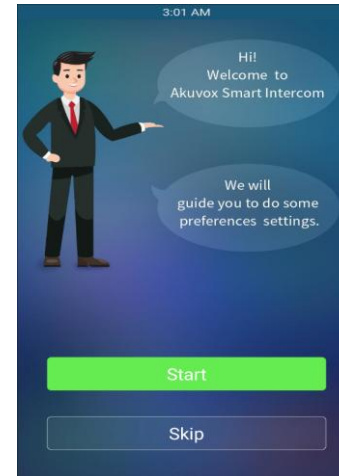 3:01 AM
Hi!
Welcome to
Akuvox Smart Intercom
We will
guide you to do some
preferences settings.
Start
Skip